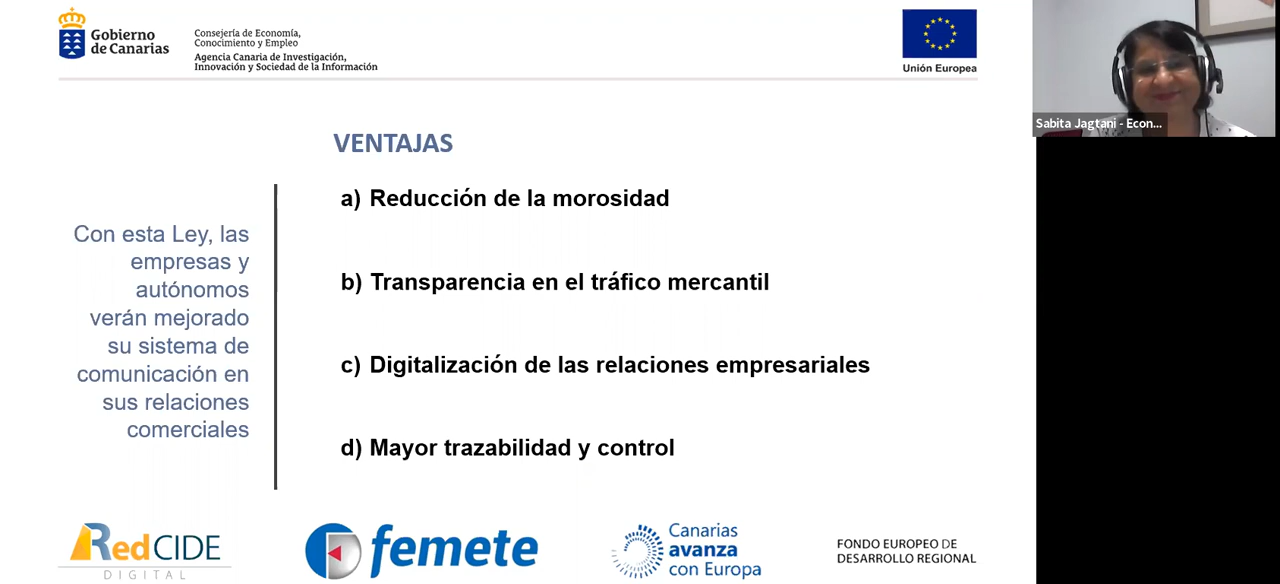 Gobierno
de Canarias
Consejería de Economía,
Conocimiento y Empleo
Agencia Canaria de Investigación,
Innovación y Sociedad de la Información
Unión Europea
Sabita Jagtani - Econ...
VENTAJAS
Con esta Ley, las
empresas y
autónomos
verán mejorado
su sistema de
comunicación en
sus relaciones
comerciales
a) Reducción de la morosidad
b) Transparencia en el tráfico mercantil
c) Digitalización de las relaciones empresariales
d) Mayor trazabilidad y control
RedCIDE
DIGITAL
femete
Canarias
avanza
con Europa
FONDO EUROPEO DE
DESARROLLO REGIONAL